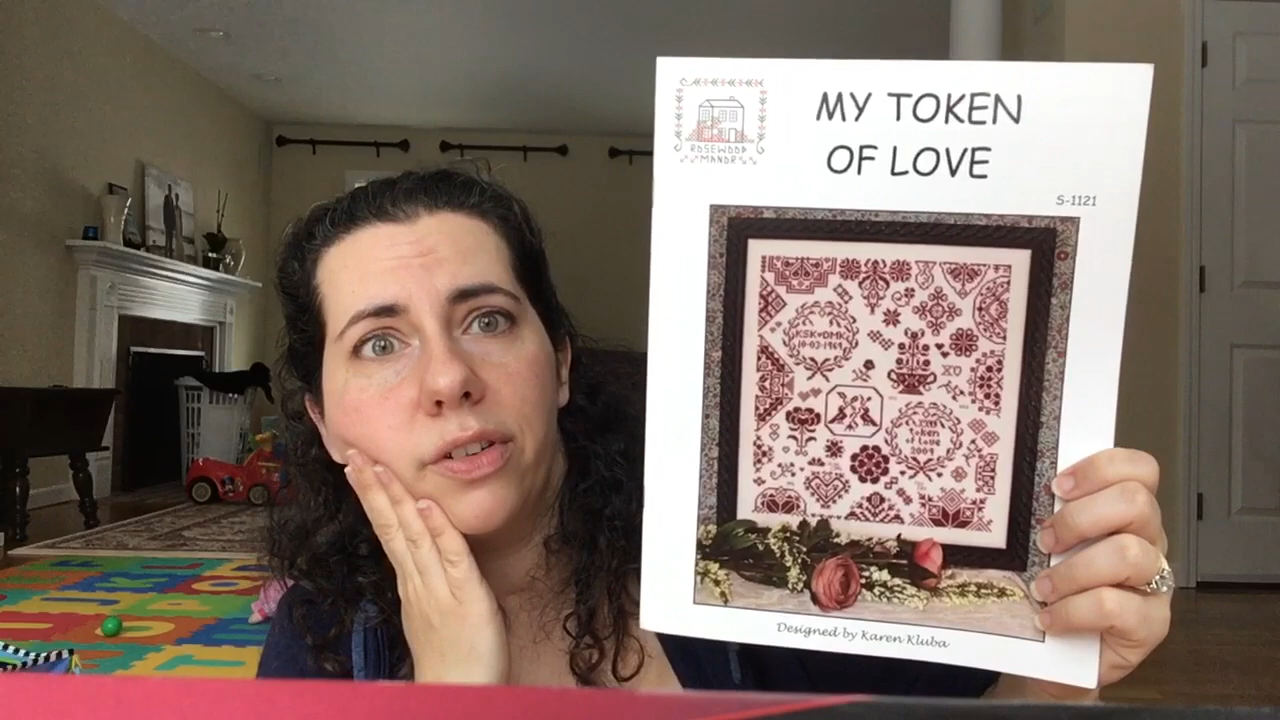 ROSEWOOD
MANOR
MY TOKEN
OF LOVE
S-1121
KSK♥DMK
10-03-1969
XO
Token
of Love
2009
Designed by Karen Kluba